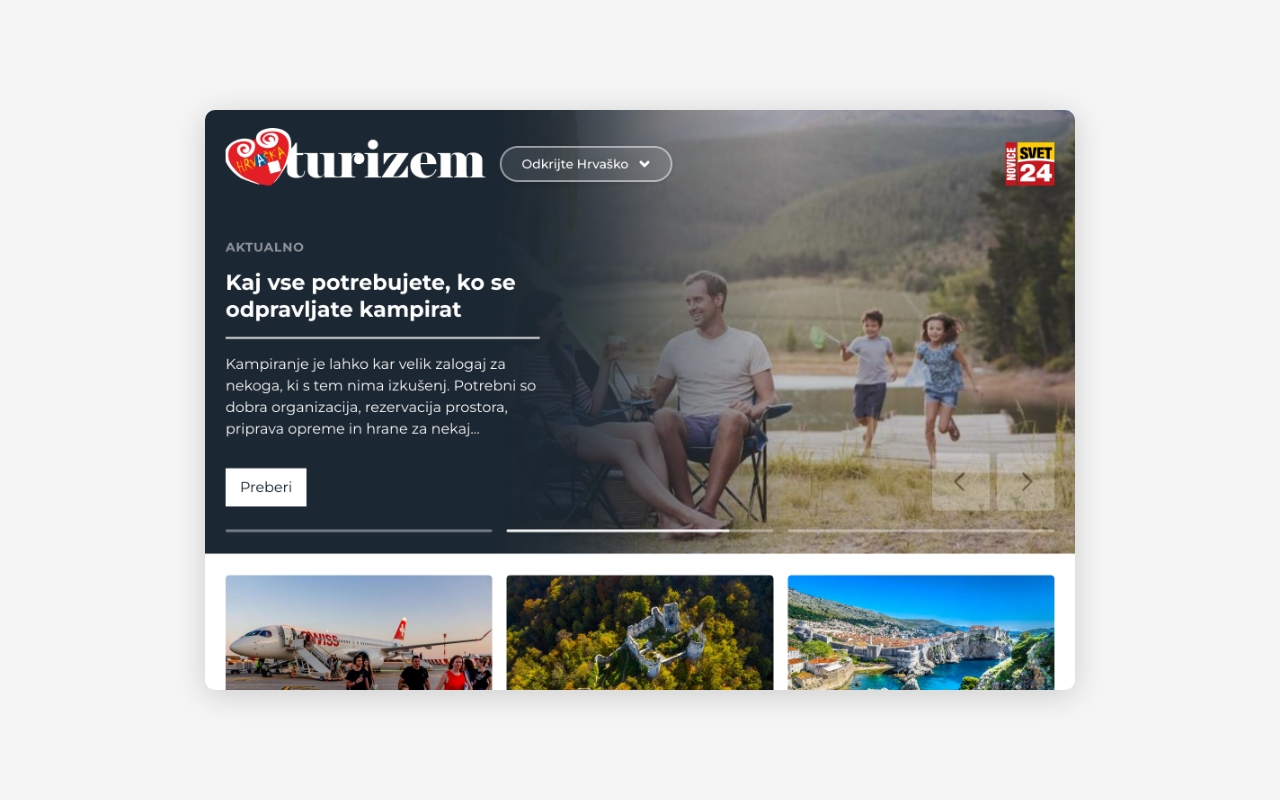 HRVAŠKA
turizem
Odkrijte Hrvaško
NOVICE
SVET
24
AKTUALNO
Kaj vse potrebujete, ko se
odpravljate kampirat
Kampiranje je lahko kar velik zalogaj za
nekoga, ki s tem nima izkušenj. Potrebni so
dobra organizacija, rezervacija prostora,
priprava opreme in hrane za nekaj...
Preberi
SWISS